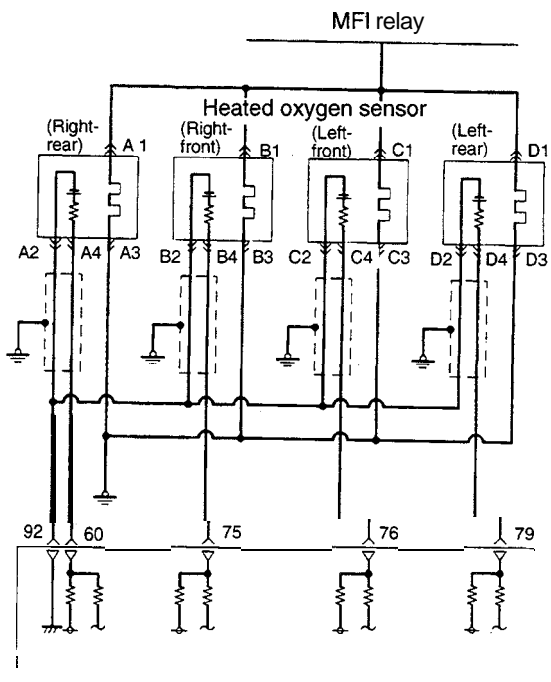 MFI relay
Heated oxygen sensor
(Right-
rear)
A 1
(Right-
front)
B1
(Left-
front)
C1
(Left-
rear)
D1
A2
A4
A3
B2
B4
B3
C2
C4
C3
D2
D4
D3
92
60
75
76
79